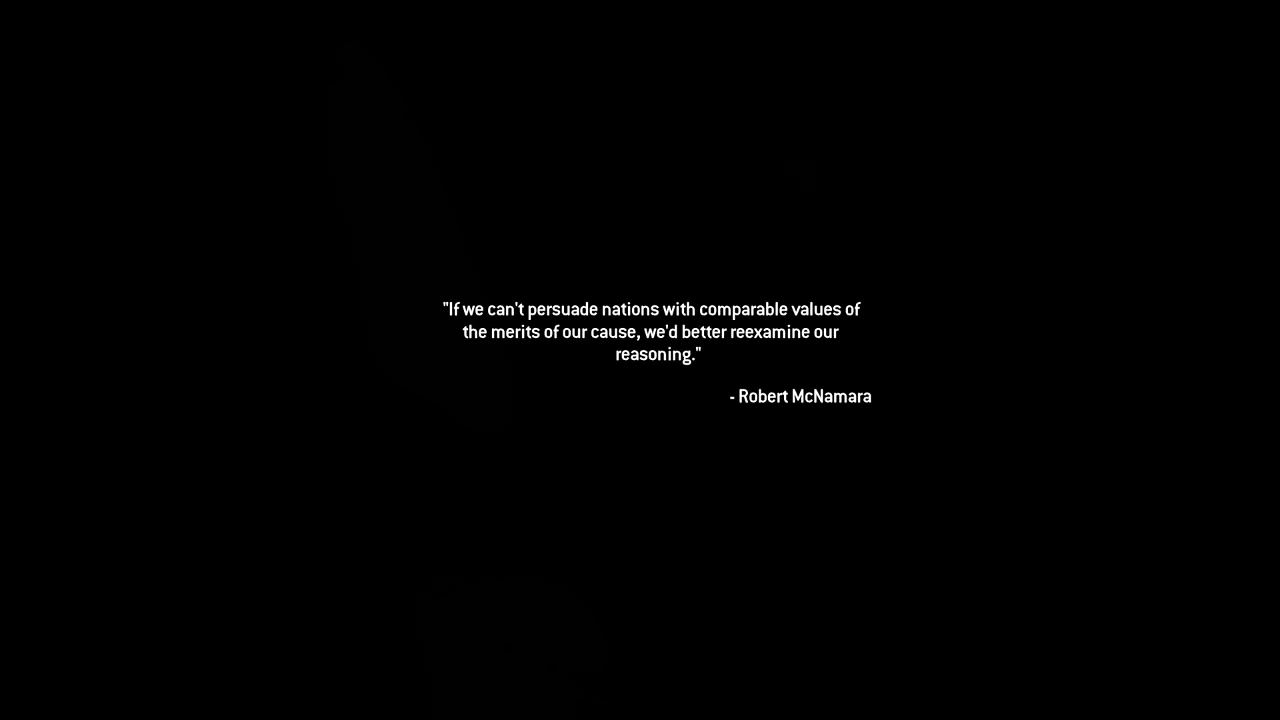 "If we can't persuade nations with comparable values of
the merits of our cause, we'd better reexamine our
reasoning."
- Robert McNamara